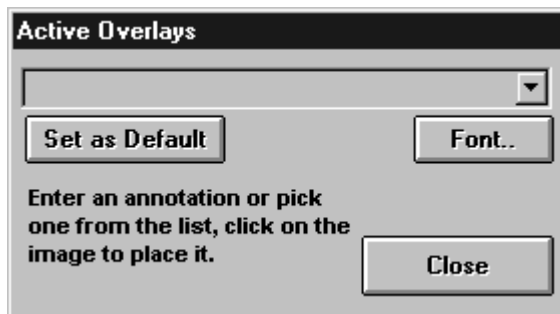 Active Overlays
Set as Default
Font..
Enter an annotation or pick
one from the list, click on the
image to place it.
Close